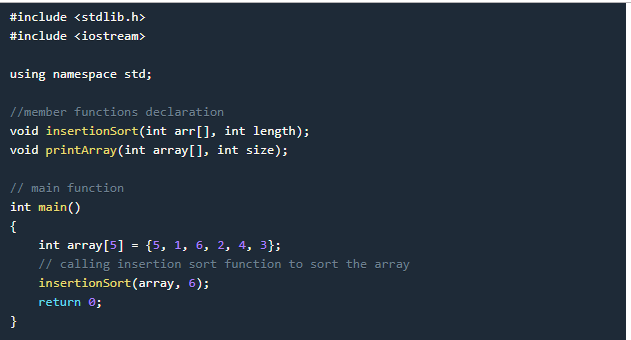 #include <stdlib.h>
#include <iostream>
using namespace std;
//member functions declaration
void insertionSort(int arr[], int length);
void printArray(int array[], int size);
// main function
int main()
{
    int array[5] = {5, 1, 6, 2, 4, 3};
    // calling insertion sort function to sort the array
    insertionSort(array, 6);
    return 0;
}